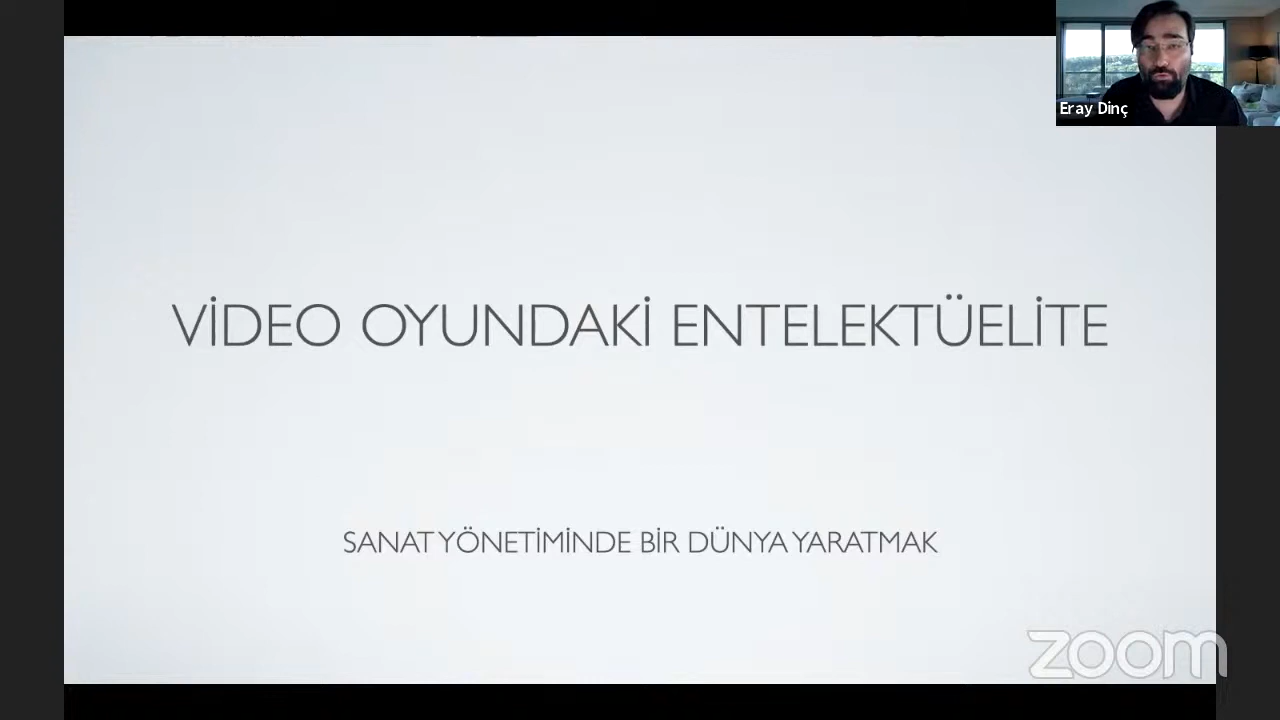 Eray Dinç
VİDEO OYUNDAKİ ENTELEKTÜELİTE
SANAT YÖNETİMİNDE BİR DÜNYA YARATMAK
zoom